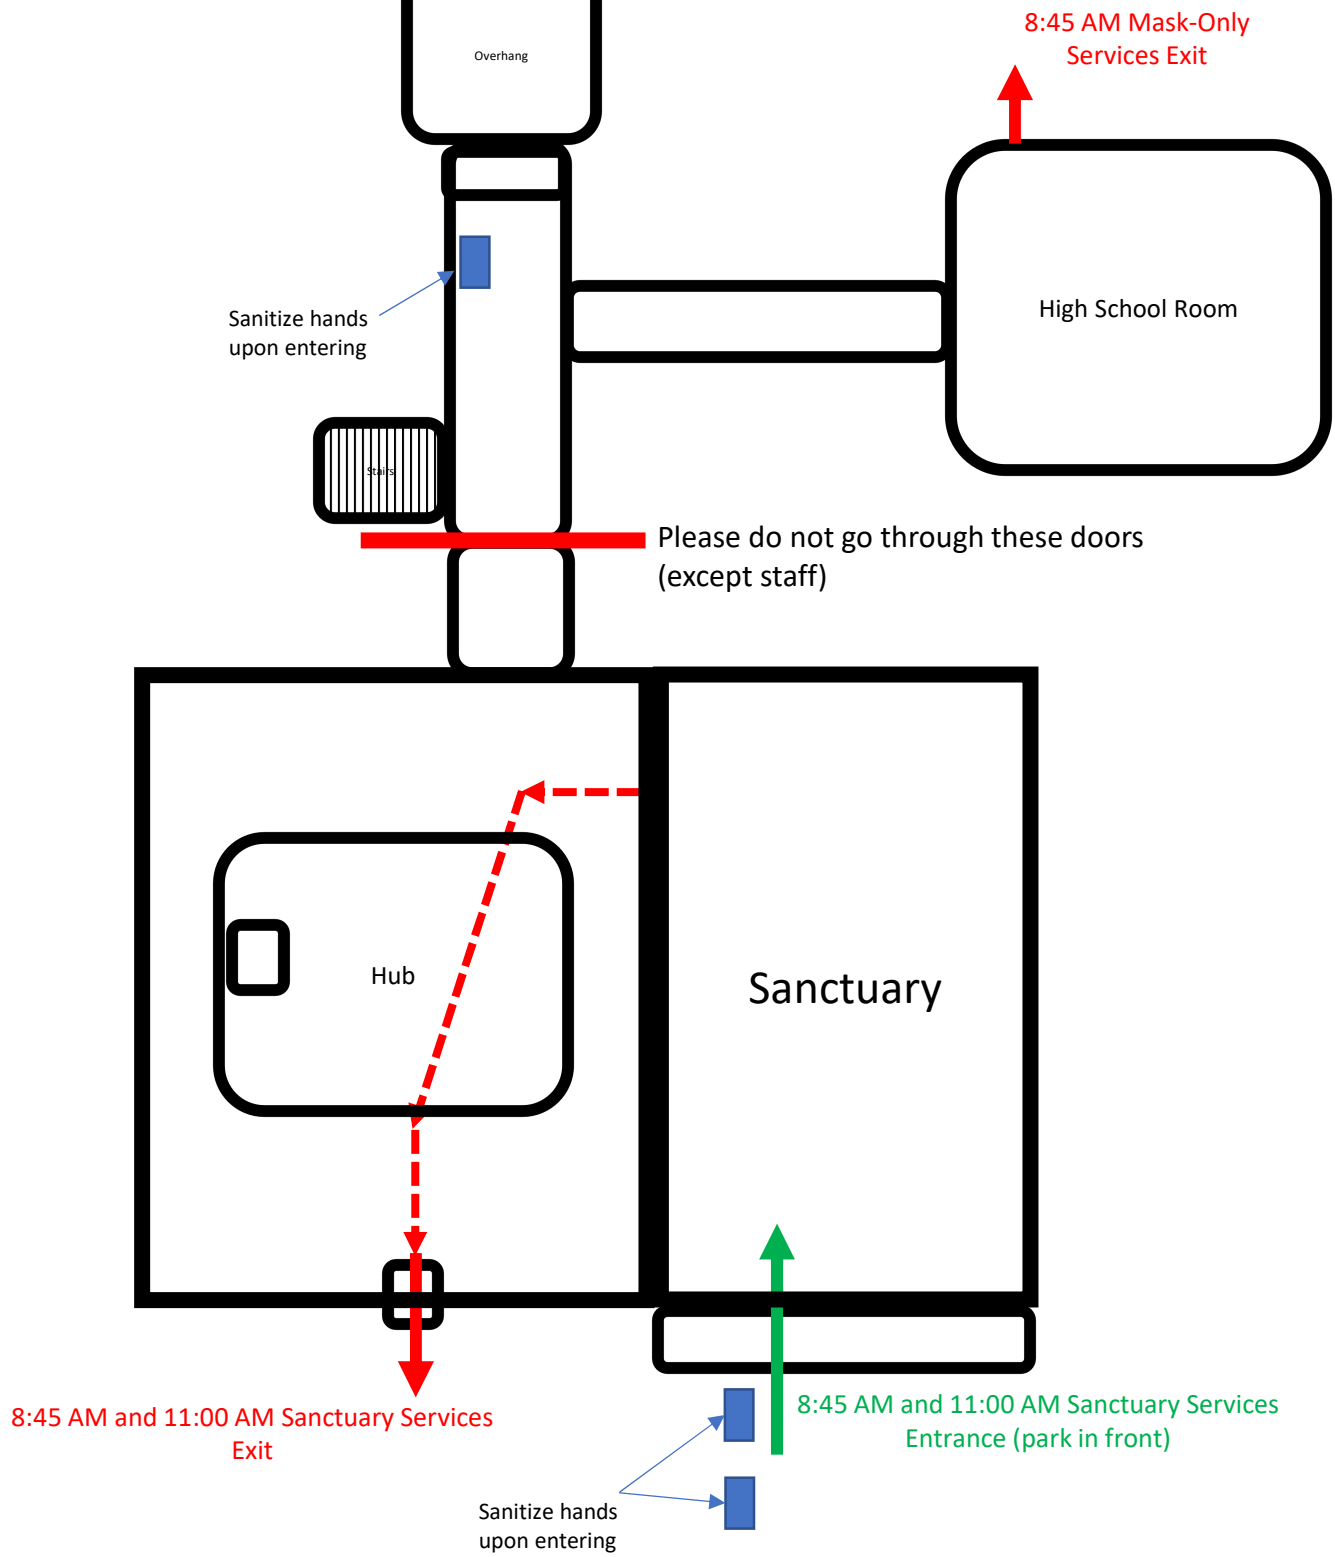 8:45 AM Mask-Only
Services Exit
Overhang
High School Room
Sanitize hands
upon entering
Stairs
Please do not go through these doors
(except staff)
Hub
Sanctuary
8:45 AM and 11:00 AM Sanctuary Services
Exit
8:45 AM and 11:00 AM Sanctuary Services
Entrance (park in front)
Sanitize hands
upon entering